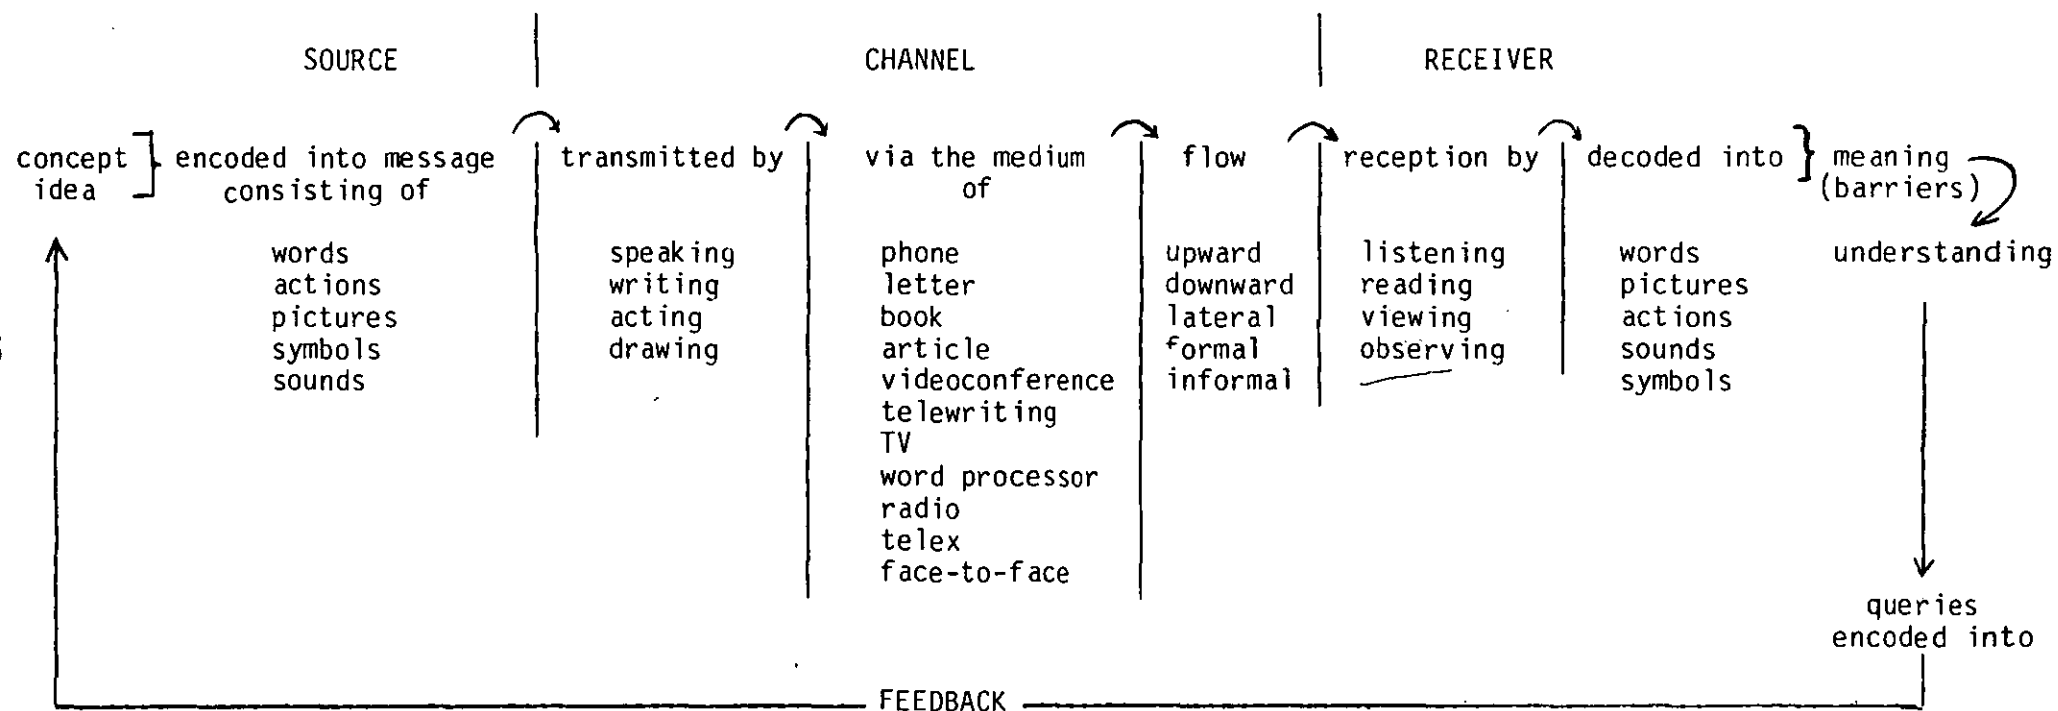 SOURCE
CHANNEL
RECEIVER
concept
idea
encoded into message
consisting of
words
actions
pictures
symbols
sounds
transmitted by
speaking
writing
acting
drawing
via the medium
of
phone
letter
book
article
videoconference
telewriting
TV
word processor
radio
telex
face-to-face
flow
upward
downward
lateral
formal
informal
reception by
listening
reading
viewing
observing
decoded into
words
pictures
actions
sounds
symbols
meaning
(barriers)
understanding
queries
encoded into
FEEDBACK